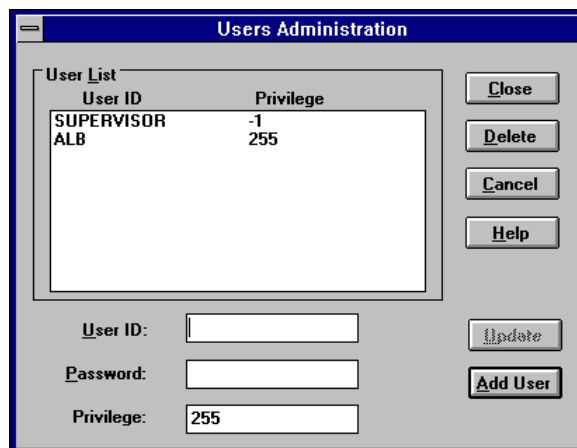 Users Administration
User List
User ID Privilege
SUPERVISOR -1
ALB 255
Close
Delete
Cancel
Help
User ID:
Password:
Privilege: 255
Update
Add User